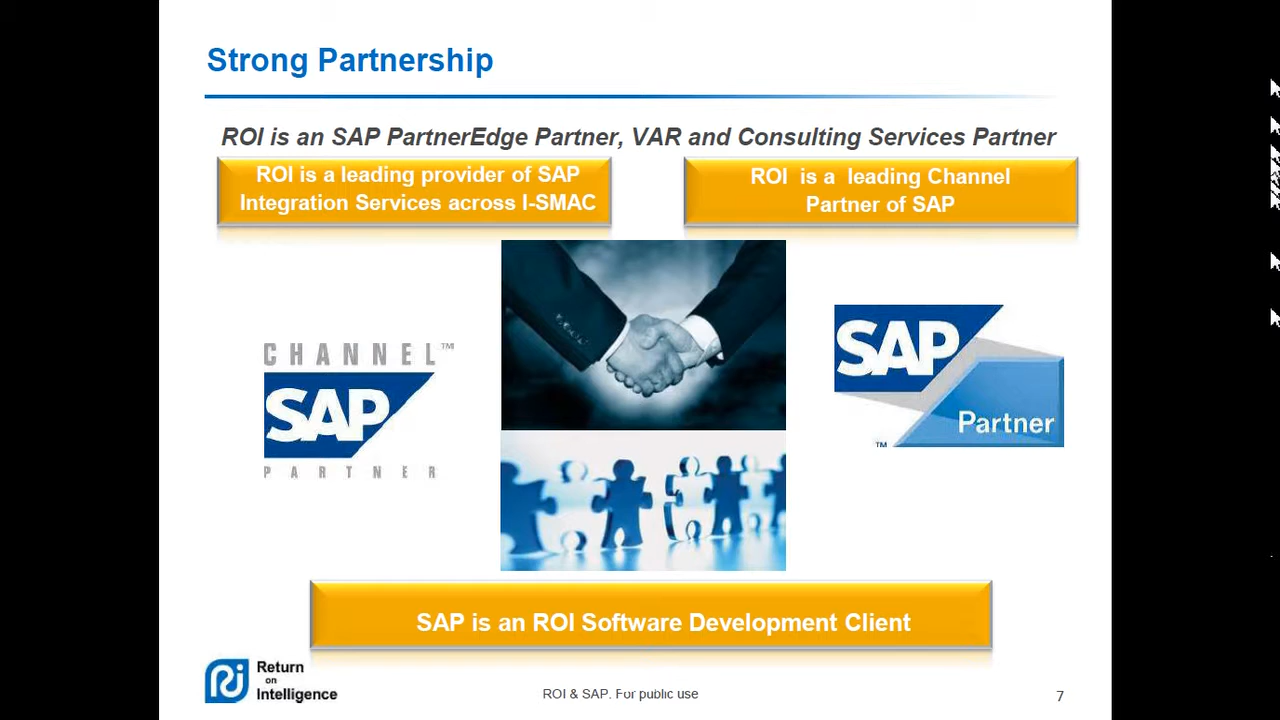 Strong Partnership
ROI is an SAP PartnerEdge Partner, VAR and Consulting Services Partner
ROI is a leading provider of SAP
Integration Services across I-SMAC
ROI is a leading Channel
Partner of SAP
CHANNEL™
SAP
PARTNER
SAP
Partner
™
SAP is an ROI Software Development Client
Return
on
Intelligence
ROI & SAP. For public use
7